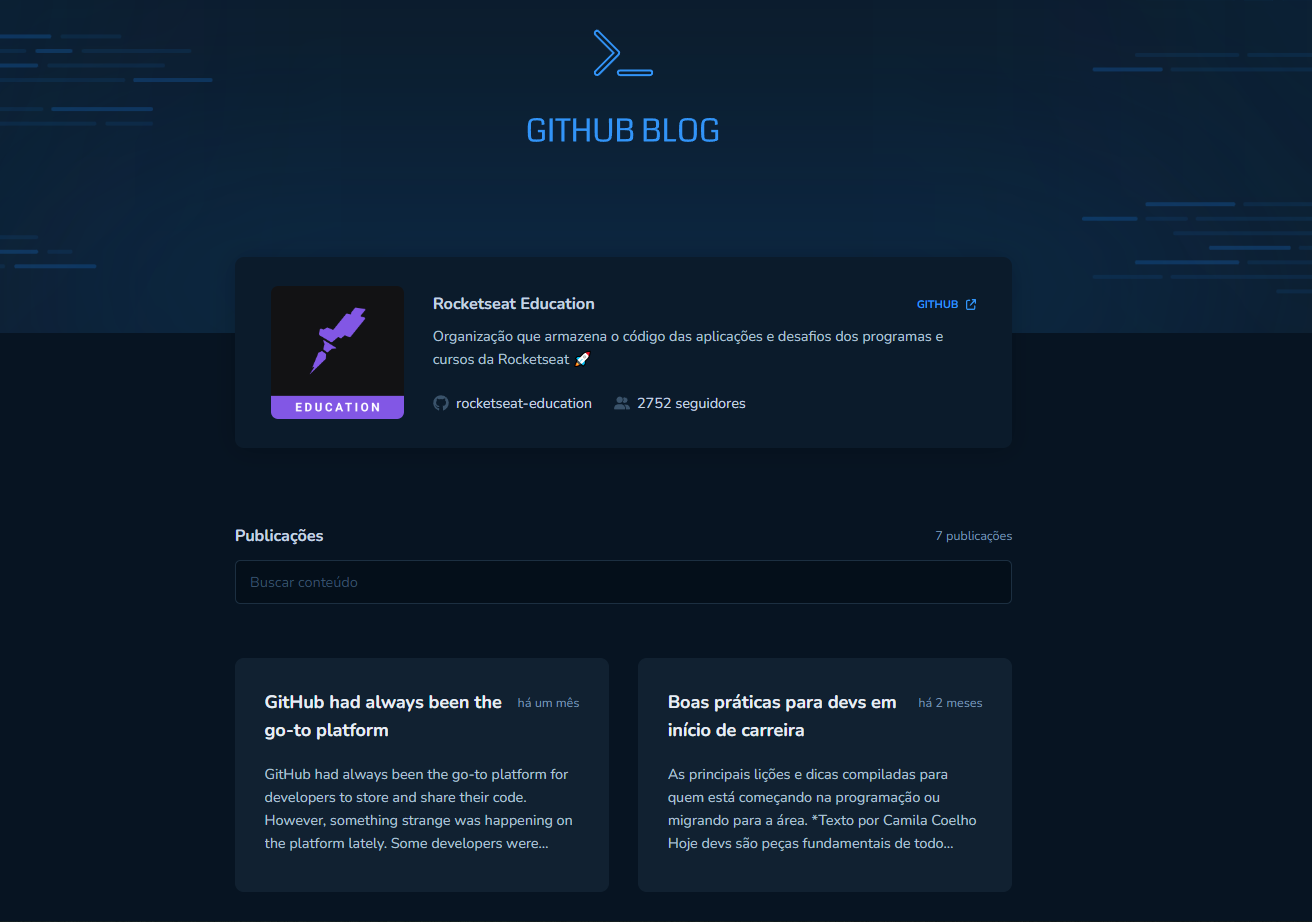 GITHUB BLOG
Rocketseat Education
GITHUB
Organização que armazena o código das aplicações e desafios dos programas e
cursos da Rocketseat 🚀
EDUCATION
rocketseat-education
2752 seguidores
Publicações
7 publicações
Buscar conteúdo
GitHub had always been the
go-to platform
há um mês
GitHub had always been the go-to platform for
developers to store and share their code.
However, something strange was happening on
the platform lately. Some developers were...
Boas práticas para devs em
início de carreira
há 2 meses
As principais lições e dicas compiladas para
quem está começando na programação ou
migrando para a área. *Texto por Camila Coelho
Hoje devs são peças fundamentais de todo...